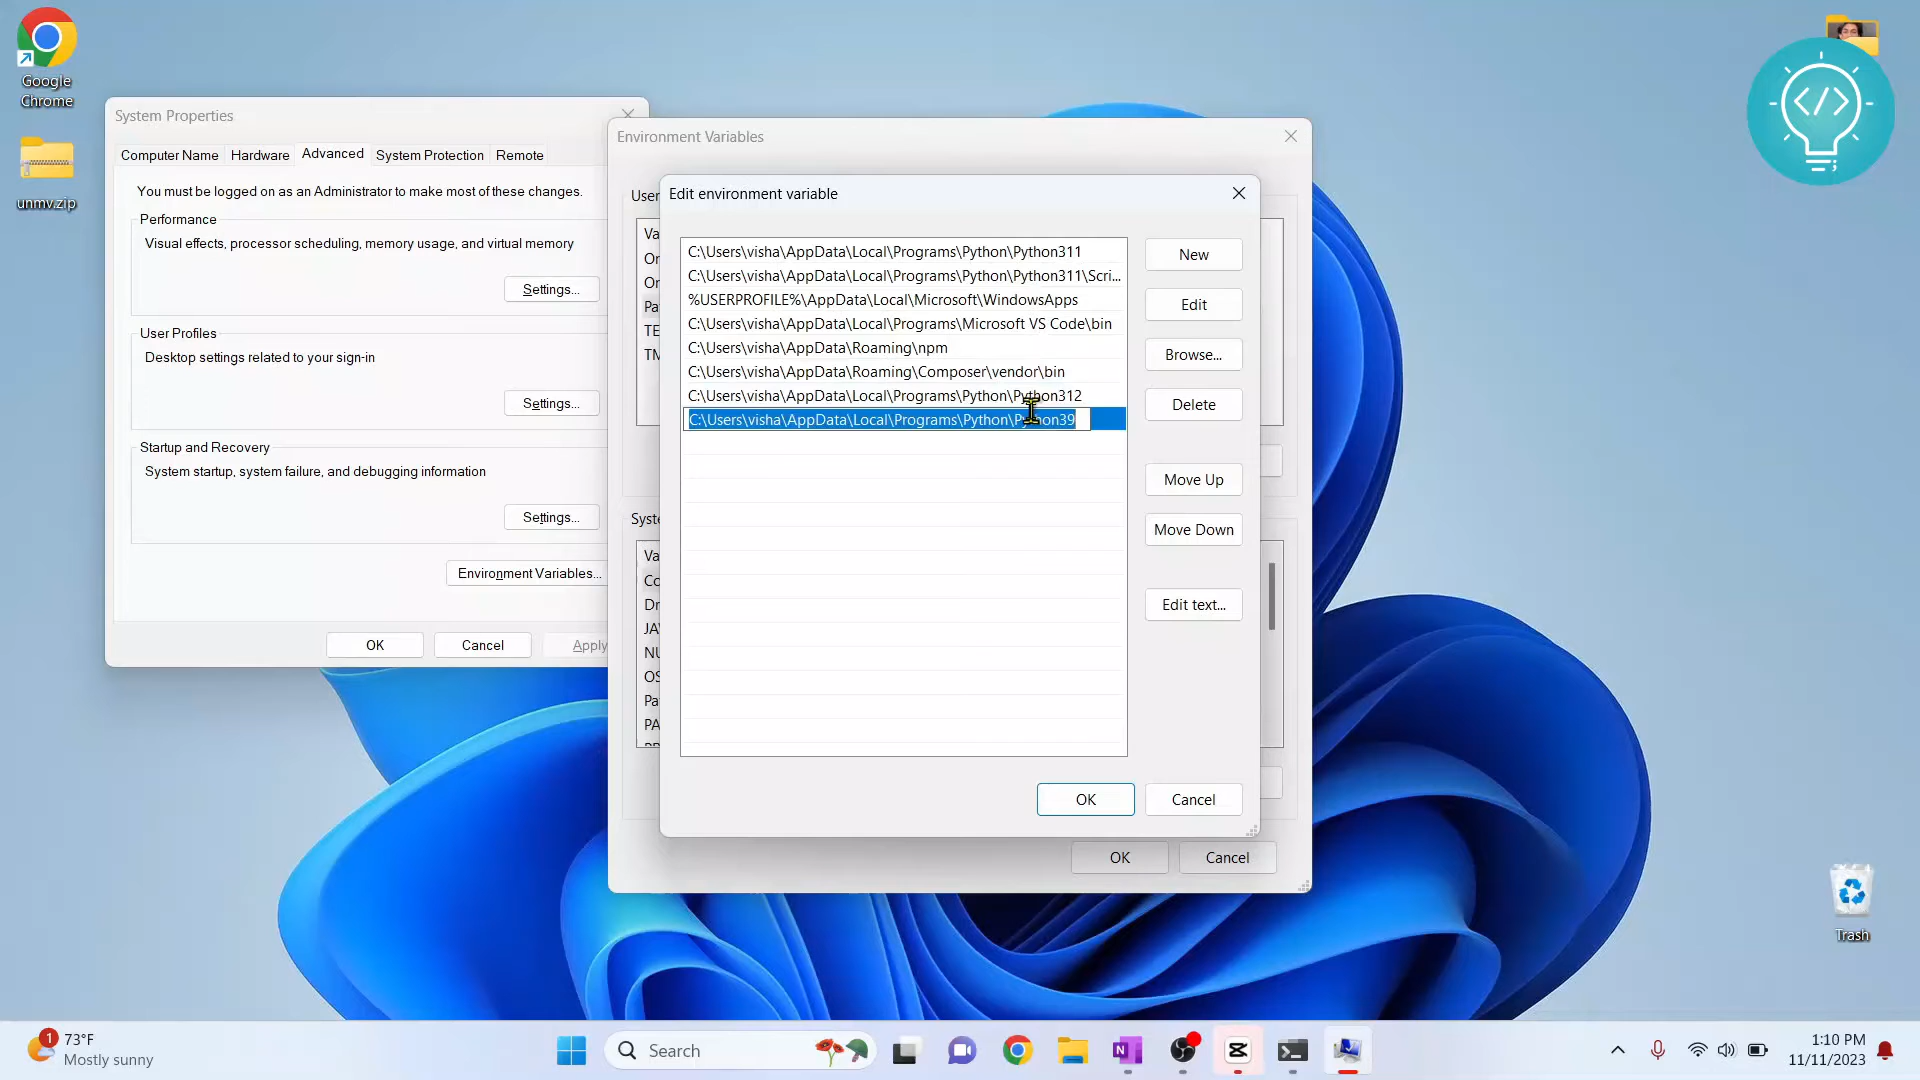 Google
Chrome
unmv.zip
System Properties
Computer Name
Hardware
Advanced
System Protection
Remote
You must be logged on as an Administrator to make most of these changes.
Performance
Visual effects, processor scheduling, memory usage, and virtual memory
Settings...
User Profiles
Desktop settings related to your sign-in
Settings...
Startup and Recovery
System startup, system failure, and debugging information
Settings...
Environment Variables...
OK
Cancel
Apply
Environment Variables
User
Va
On
On
Pa
TE
TM
Syste
Va
Co
Dr
JA
NU
OS
Pa
PA
Edit environment variable
C:\Users\visha\AppData\Local\Programs\Python\Python311
C:\Users\visha\AppData\Local\Programs\Python\Python311\Scri...
%USERPROFILE%\AppData\Local\Microsoft\WindowsApps
C:\Users\visha\AppData\Local\Programs\Microsoft VS Code\bin
C:\Users\visha\AppData\Roaming\npm
C:\Users\visha\AppData\Roaming\Composer\vendor\bin
C:\Users\visha\AppData\Local\Programs\Python\Python312
C:\Users\visha\AppData\Local\Programs\Python\Python39
New
Edit
Browse...
Delete
Move Up
Move Down
Edit text...
OK
Cancel
OK
Cancel
</> 
Trash
1
73°F
Mostly sunny
Search
1:10 PM
11/11/2023